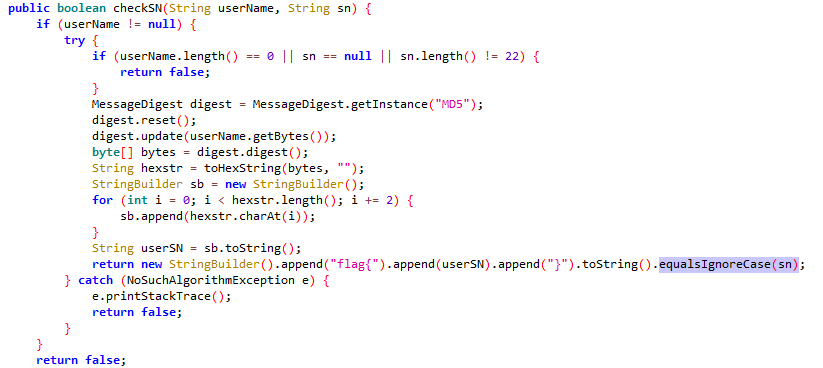 public boolean checkSN(String userName, String sn) {
    if (userName != null) {
        try {
            if (userName.length() == 0 || sn == null || sn.length() != 22) {
                return false;
            }
            MessageDigest digest = MessageDigest.getInstance("MD5");
            digest.reset();
            digest.update(userName.getBytes());
            byte[] bytes = digest.digest();
            String hexstr = toHexString(bytes, "");
            StringBuilder sb = new StringBuilder();
            for (int i = 0; i < hexstr.length(); i += 2) {
                sb.append(hexstr.charAt(i));
            }
            String userSN = sb.toString();
            return new StringBuilder().append("flag{").append(userSN).append("}").toString().equalsIgnoreCase(sn);
        } catch (NoSuchAlgorithmException e) {
            e.printStackTrace();
            return false;
        }
    }
    return false;